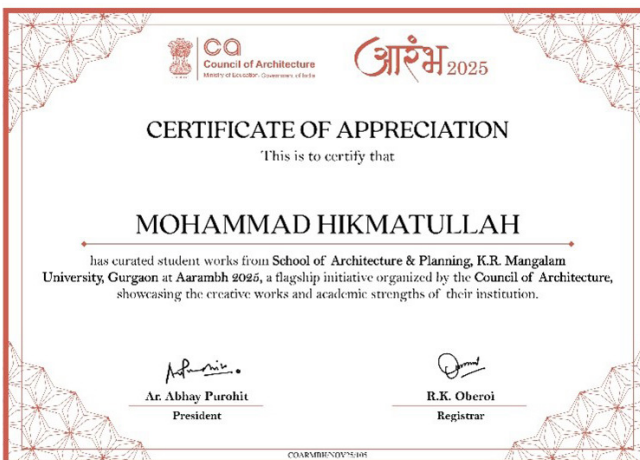 ca
Council of Architecture
Ministry of Education - Government of India
आरंभ 2025
CERTIFICATE OF APPRECIATION
This is to certify that
MOHAMMAD HIKMATULLAH
has curated student works from School of Architecture & Planning, K.R. Mangalam
University, Gurgaon at Aarambh 2025, a flagship initiative organized by the Council of Architecture,
showcasing the creative works and academic strengths of their institution.
Ar. Abhay Purohit
President
R.K. Oberoi
Registrar
COARMBH/NOV25/105